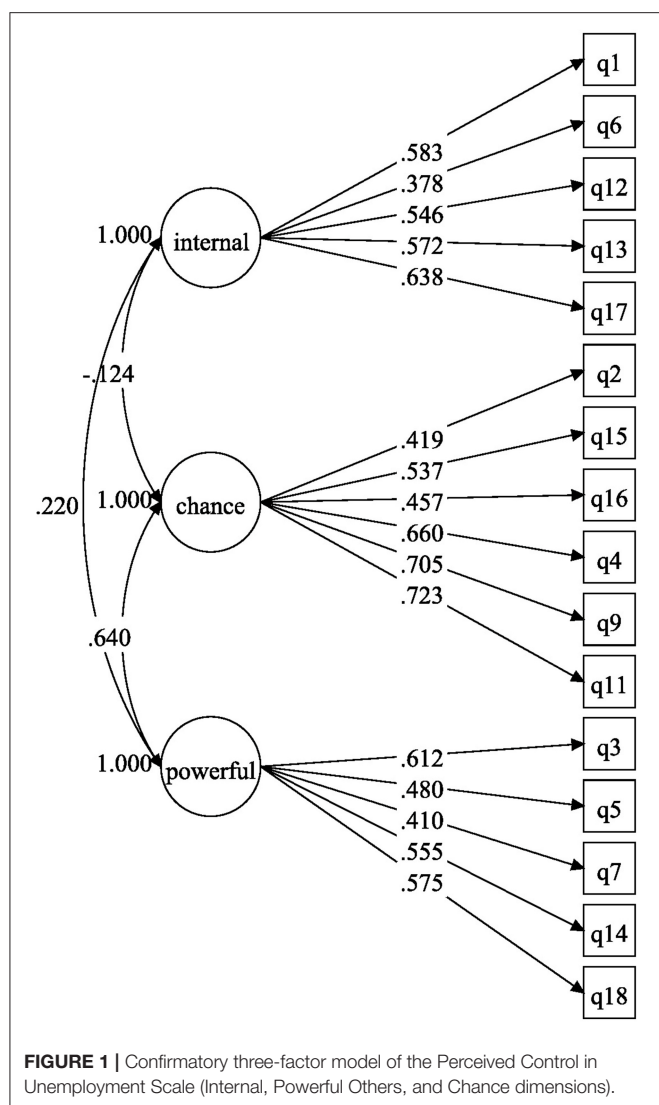 q1
q6
.583
.378
q12
.546
1.000
internal
.572
q13
.638
q17
-.124
q2
.419
q15
.537
.220
1.000
chance
.457
q16
.660
q4
.705
.723
q9
.640
q11
q3
.612
1.000
powerful
.480
q5
.410
.555
q7
.575
q14
q18
FIGURE 1 | Confirmatory three-factor model of the Perceived Control in
Unemployment Scale (Internal, Powerful Others, and Chance dimensions).